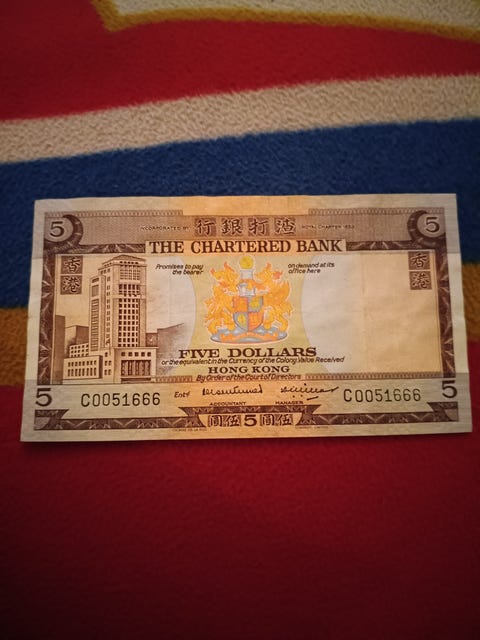 5 INCORPORATED BY 行銀打渣 ROYAL CHARTER 1853 5
THE CHARTERED BANK
香港
Promises to pay the bearer
on demand at its office here
香港
FIVE DOLLARS
or the equivalent in the Currency of the Colony Value Received
HONG KONG
By Order of the Court of Directors
5 C0051666 Entd C0051666 5
ACCOUNTANT MANAGER
圓伍 5 圓伍